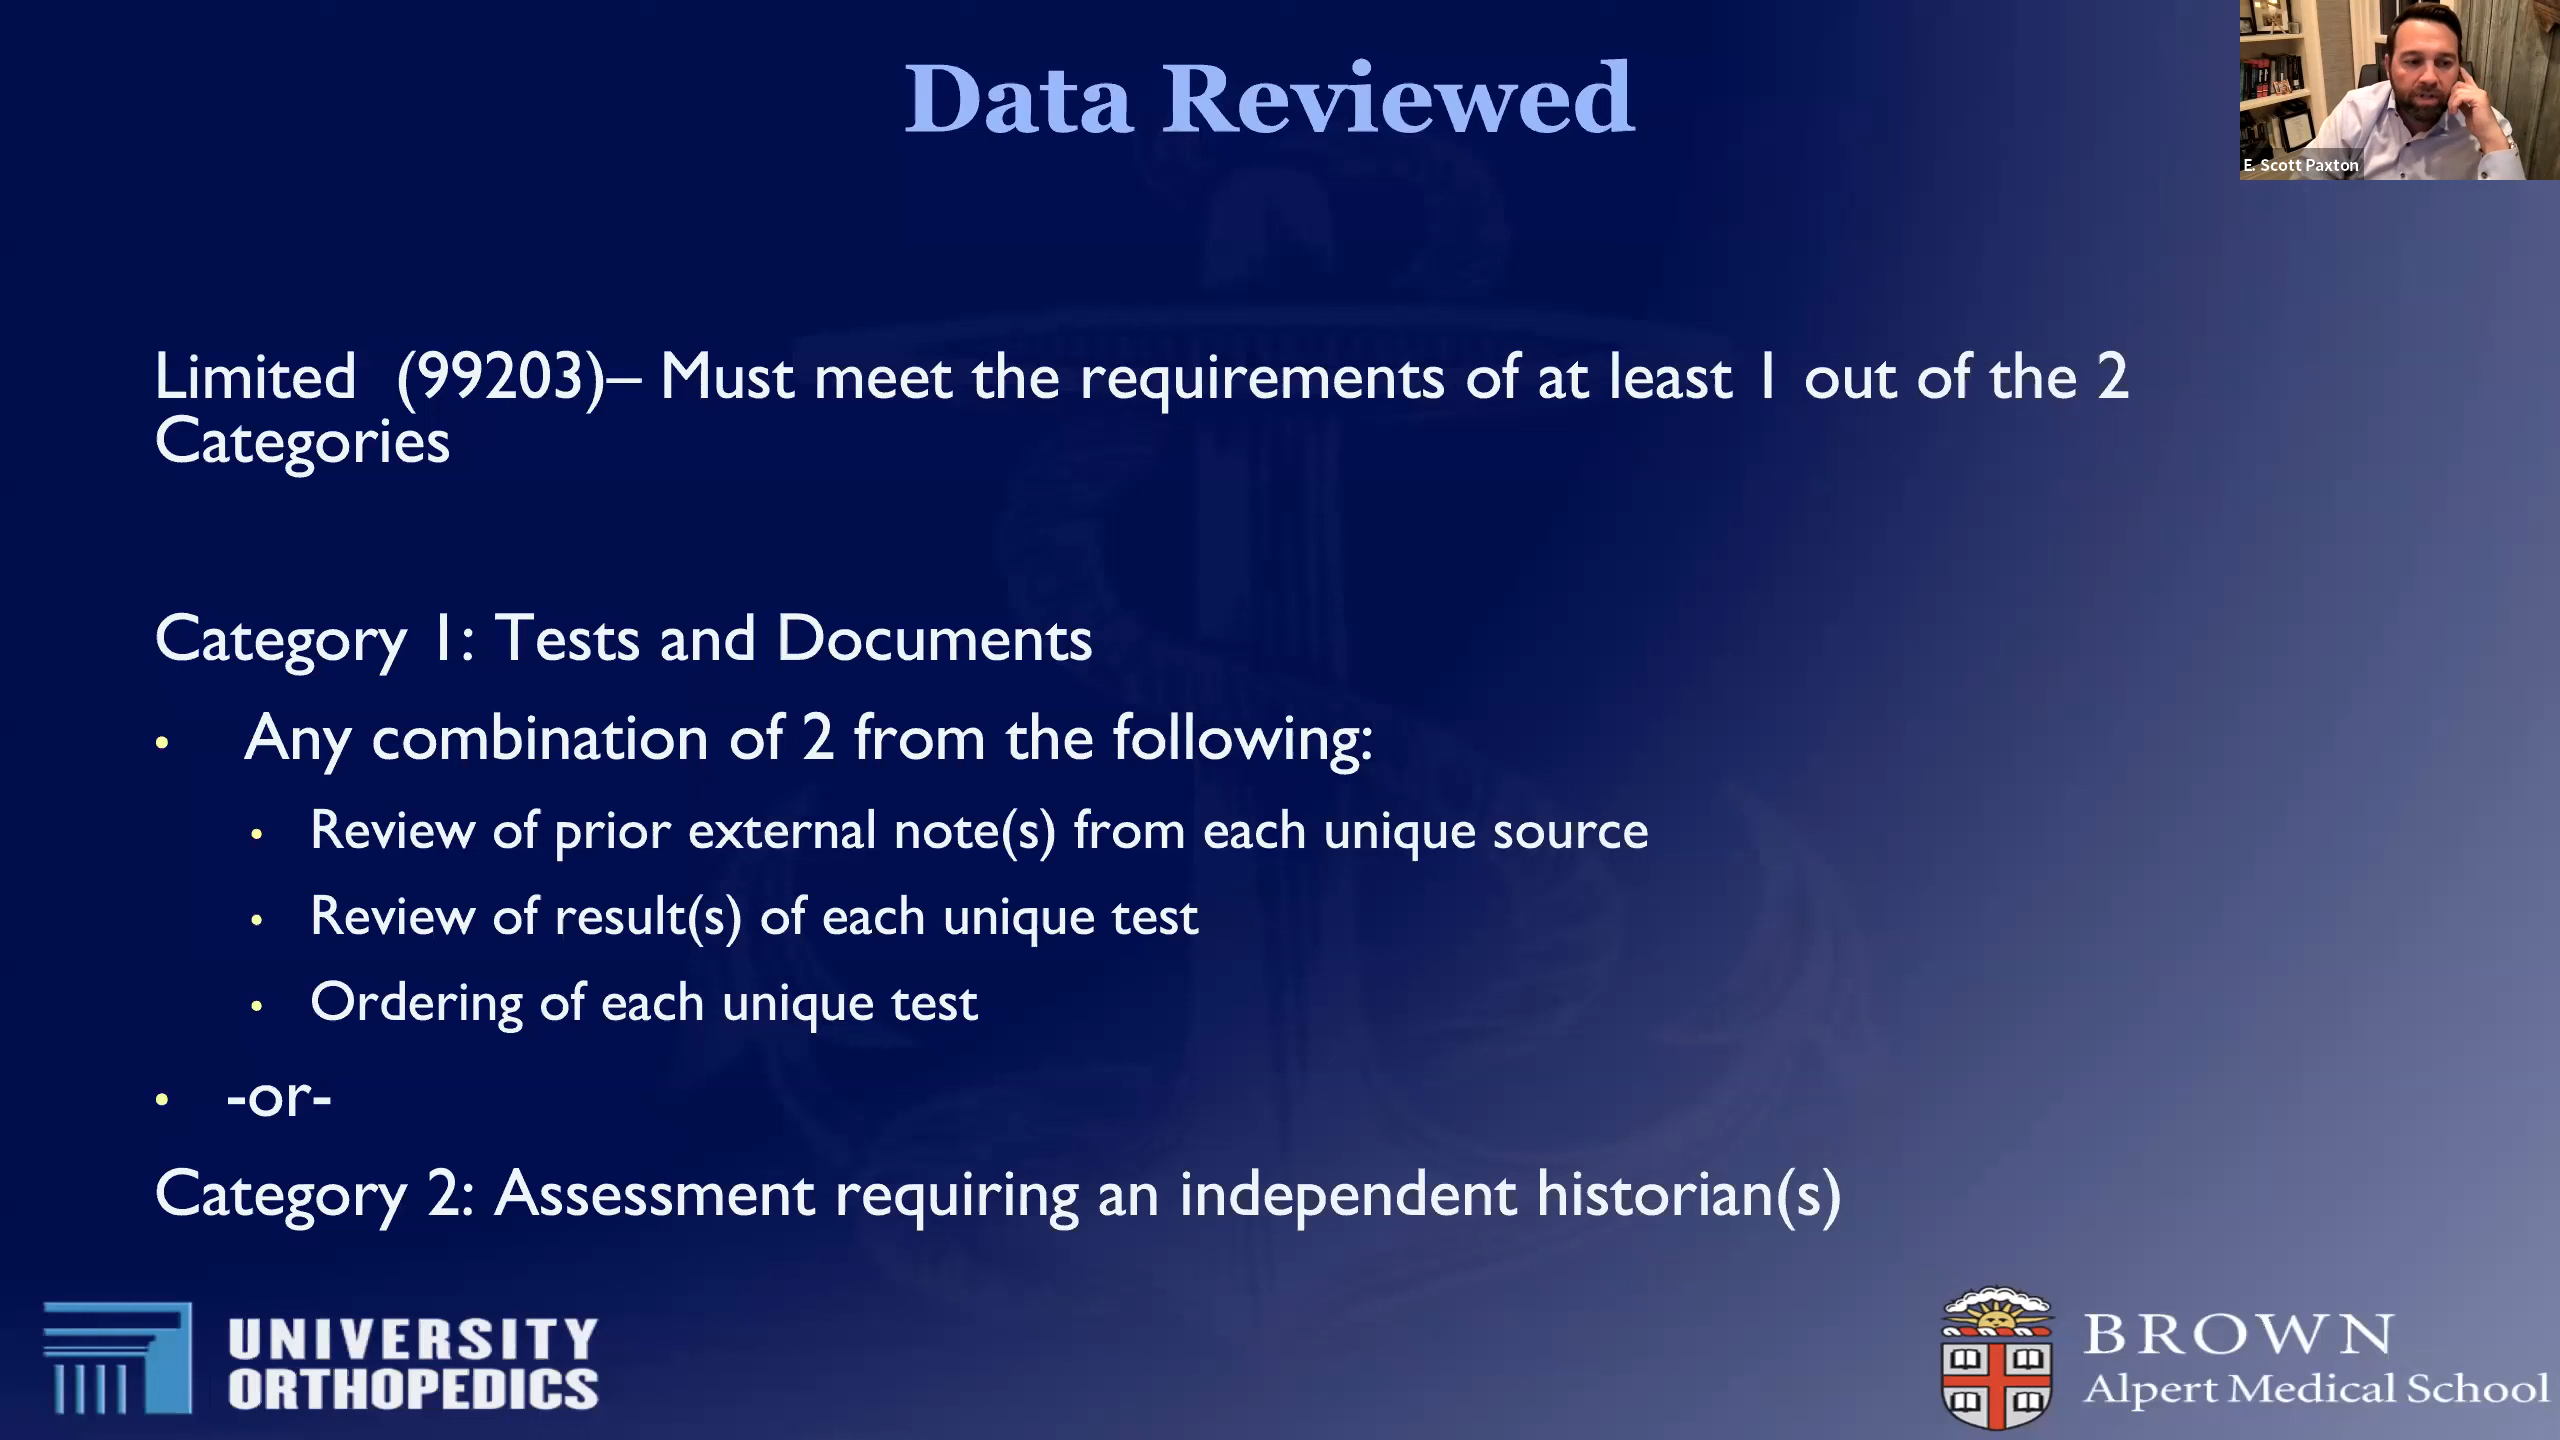 Data Reviewed
E. Scott Paxton
Limited (99203)– Must meet the requirements of at least 1 out of the 2
Categories
Category 1: Tests and Documents
• Any combination of 2 from the following:
• Review of prior external note(s) from each unique source
• Review of result(s) of each unique test
• Ordering of each unique test
• -or-
Category 2: Assessment requiring an independent historian(s)
UNIVERSITY
ORTHOPEDICS
BROWN
Alpert Medical School